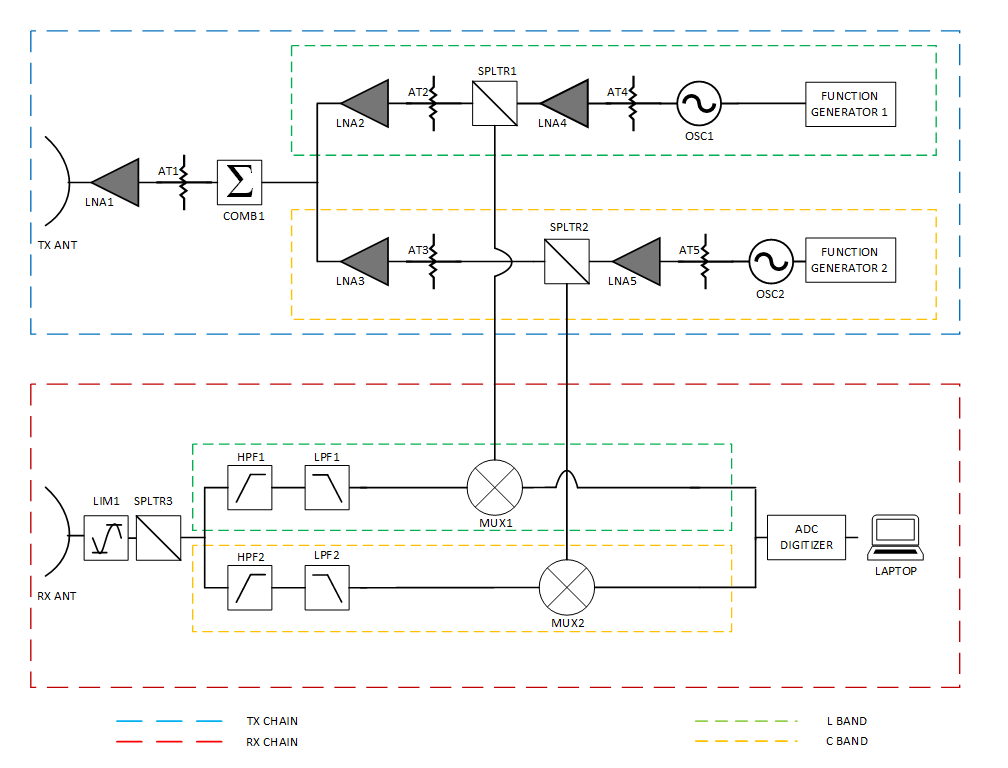 SPLTR1
AT2
AT4
LNA2
LNA4
OSC1
FUNCTION
GENERATOR 1
AT1
LNA1
Σ
COMB1
TX ANT
SPLTR2
AT3
AT5
LNA3
LNA5
OSC2
FUNCTION
GENERATOR 2
HPF1
LPF1
MUX1
LIM1
SPLTR3
RX ANT
HPF2
LPF2
MUX2
ADC
DIGITIZER
LAPTOP
TX CHAIN
RX CHAIN
L BAND
C BAND